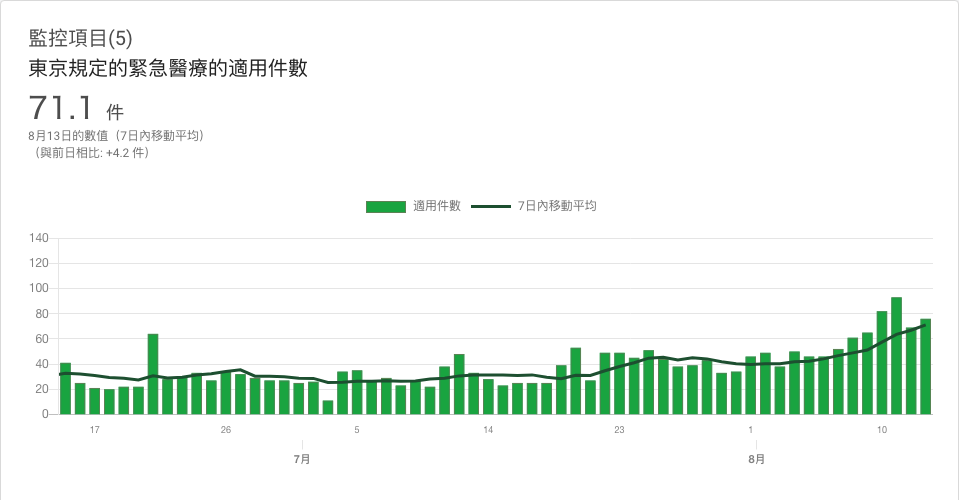 監控項目(5)
東京規定的緊急醫療的適用件數
71.1 件
8月13日的數值（7日內移動平均）
（與前日相比: +4.2 件）
適用件數 7日內移動平均
140
120
100
80
60
40
20
0
17 26 5 14 23 1 10
7月 8月